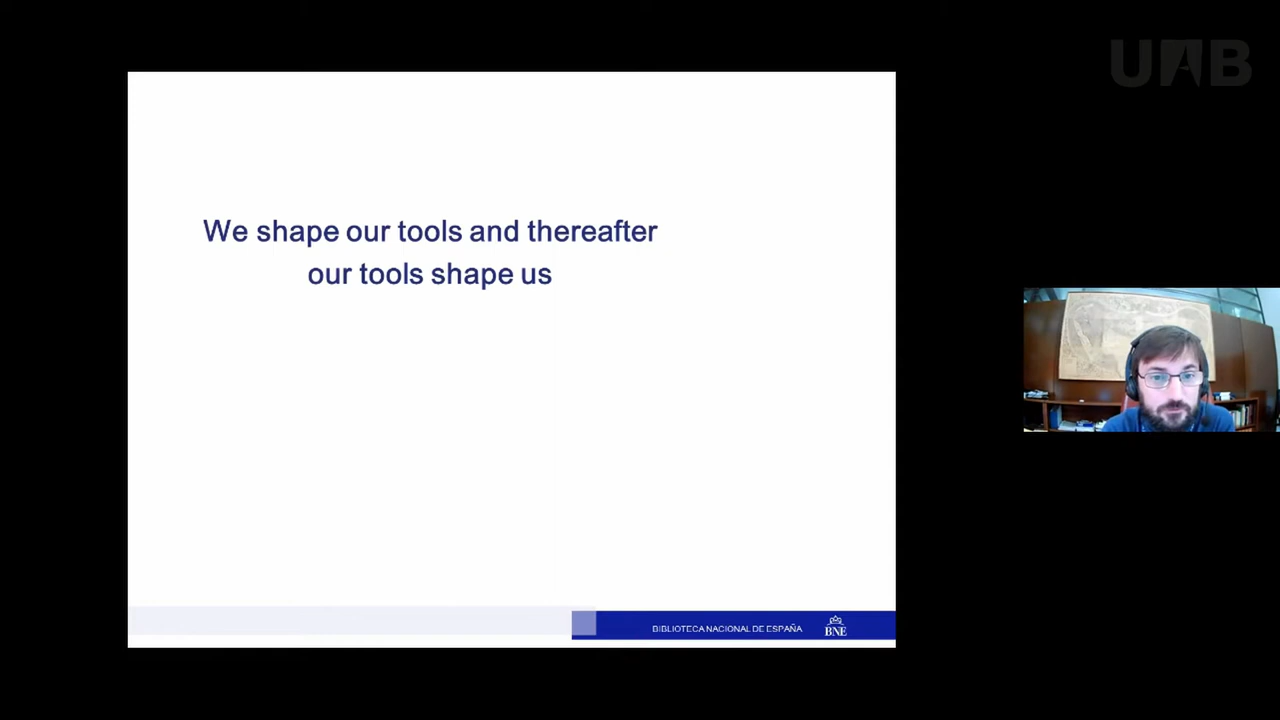 UAB
We shape our tools and thereafter
our tools shape us
BIBLIOTECA NACIONAL DE ESPAÑA
BNE